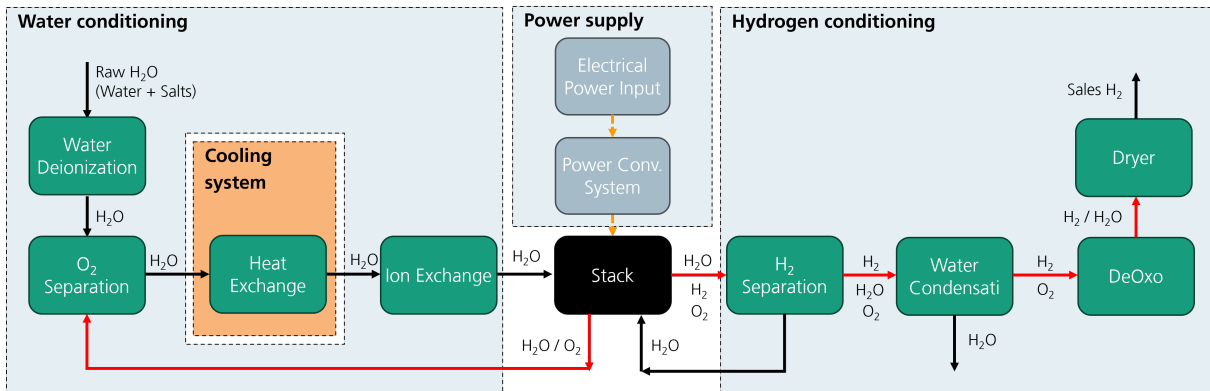 Water conditioning
Power supply
Hydrogen conditioning
Raw H₂O
(Water + Salts)
Electrical
Power Input
Sales H₂
Water
Deionization
Cooling
system
Power Conv.
System
Dryer
H₂O
H₂ / H₂O
O₂
Separation
H₂O
Heat
Exchange
H₂O
Ion Exchange
H₂O
Stack
H₂O
H₂
O₂
H₂
Separation
H₂
H₂O
O₂
Water
Condensati
H₂
O₂
DeOxo
H₂O / O₂
H₂O
H₂O